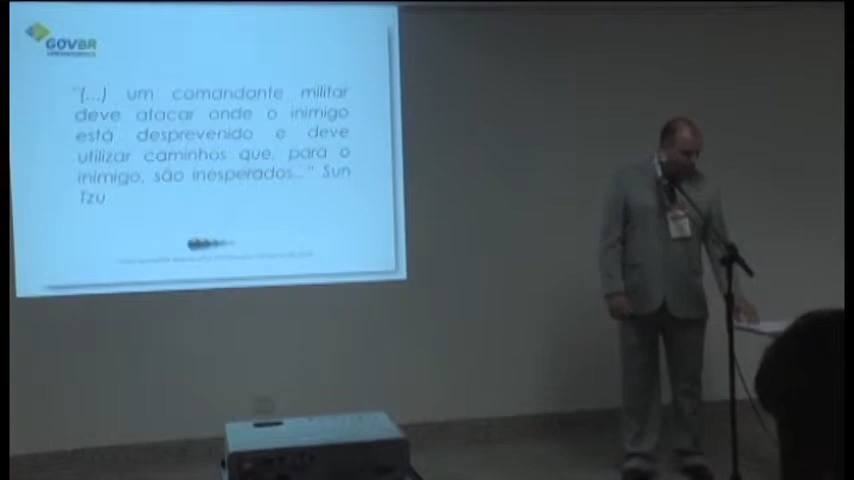 GOVBR
"(...) um comandante militar
deve atacar onde o inimigo
está desprevenido e deve
utilizar caminhos que, para o
inimigo, são inesperados..." Sun
Tzu